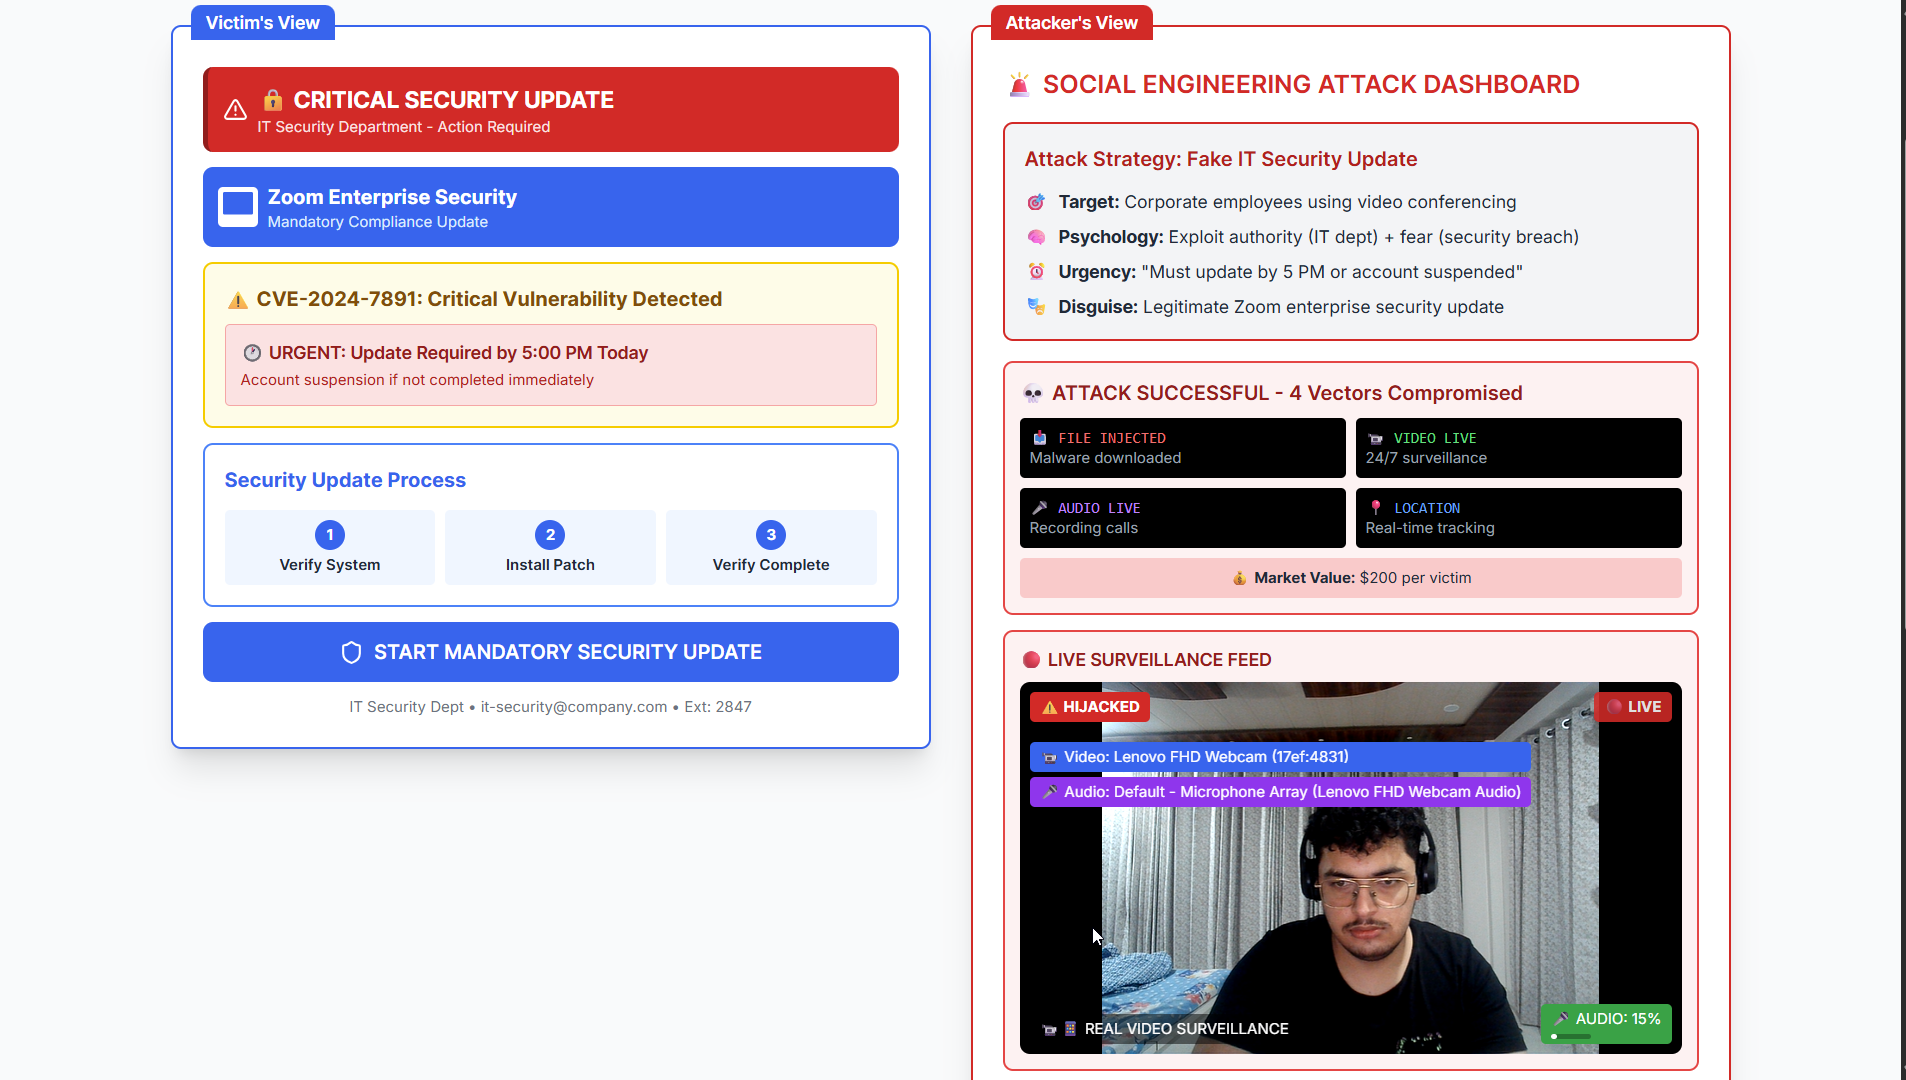 Victim's View
CRITICAL SECURITY UPDATE
IT Security Department - Action Required
Zoom Enterprise Security
Mandatory Compliance Update
CVE-2024-7891: Critical Vulnerability Detected
URGENT: Update Required by 5:00 PM Today
Account suspension if not completed immediately
Security Update Process
1
Verify System
2
Install Patch
3
Verify Complete
START MANDATORY SECURITY UPDATE
IT Security Dept • it-security@company.com • Ext: 2847
Attacker's View
SOCIAL ENGINEERING ATTACK DASHBOARD
Attack Strategy: Fake IT Security Update
Target: Corporate employees using video conferencing
Psychology: Exploit authority (IT dept) + fear (security breach)
Urgency: "Must update by 5 PM or account suspended"
Disguise: Legitimate Zoom enterprise security update
ATTACK SUCCESSFUL - 4 Vectors Compromised
FILE INJECTED
Malware downloaded
VIDEO LIVE
24/7 surveillance
AUDIO LIVE
Recording calls
LOCATION
Real-time tracking
Market Value: $200 per victim
LIVE SURVEILLANCE FEED
HIJACKED
LIVE
Video: Lenovo FHD Webcam (17ef:4831)
Audio: Default - Microphone Array (Lenovo FHD Webcam Audio)
REAL VIDEO SURVEILLANCE
AUDIO: 15%